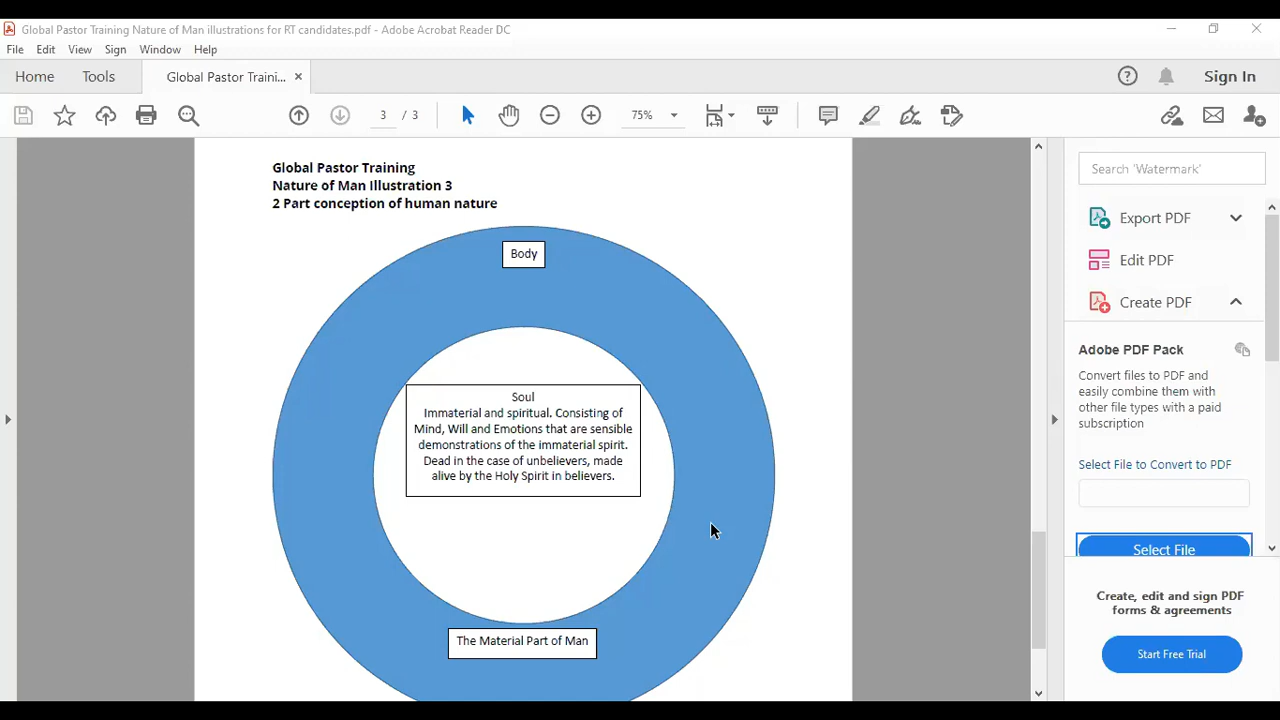 Global Pastor Training Nature of Man illustrations for RT candidates.pdf - Adobe Acrobat Reader DC
File Edit View Sign Window Help
Home Tools Global Pastor Traini... × Sign In
3 / 3 75%
Global Pastor Training
Nature of Man Illustration 3
2 Part conception of human nature
Body
Soul
Immaterial and spiritual. Consisting of
Mind, Will and Emotions that are sensible
demonstrations of the immaterial spirit.
Dead in the case of unbelievers, made
alive by the Holy Spirit in believers.
The Material Part of Man
Search 'Watermark'
Export PDF
Edit PDF
Create PDF
Adobe PDF Pack
Convert files to PDF and
easily combine them with
other file types with a paid
subscription
Select File to Convert to PDF
Select File
Create, edit and sign PDF
forms & agreements
Start Free Trial